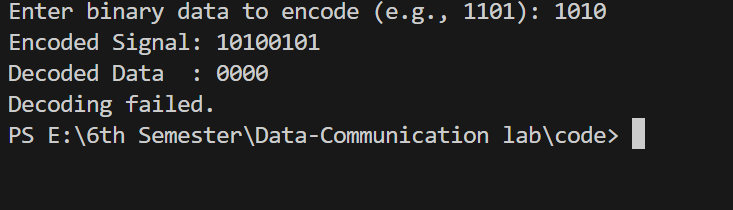 Enter binary data to encode (e.g., 1101): 1010
Encoded Signal: 10100101
Decoded Data  : 0000
Decoding failed.
PS E:\6th Semester\Data-Communication lab\code>